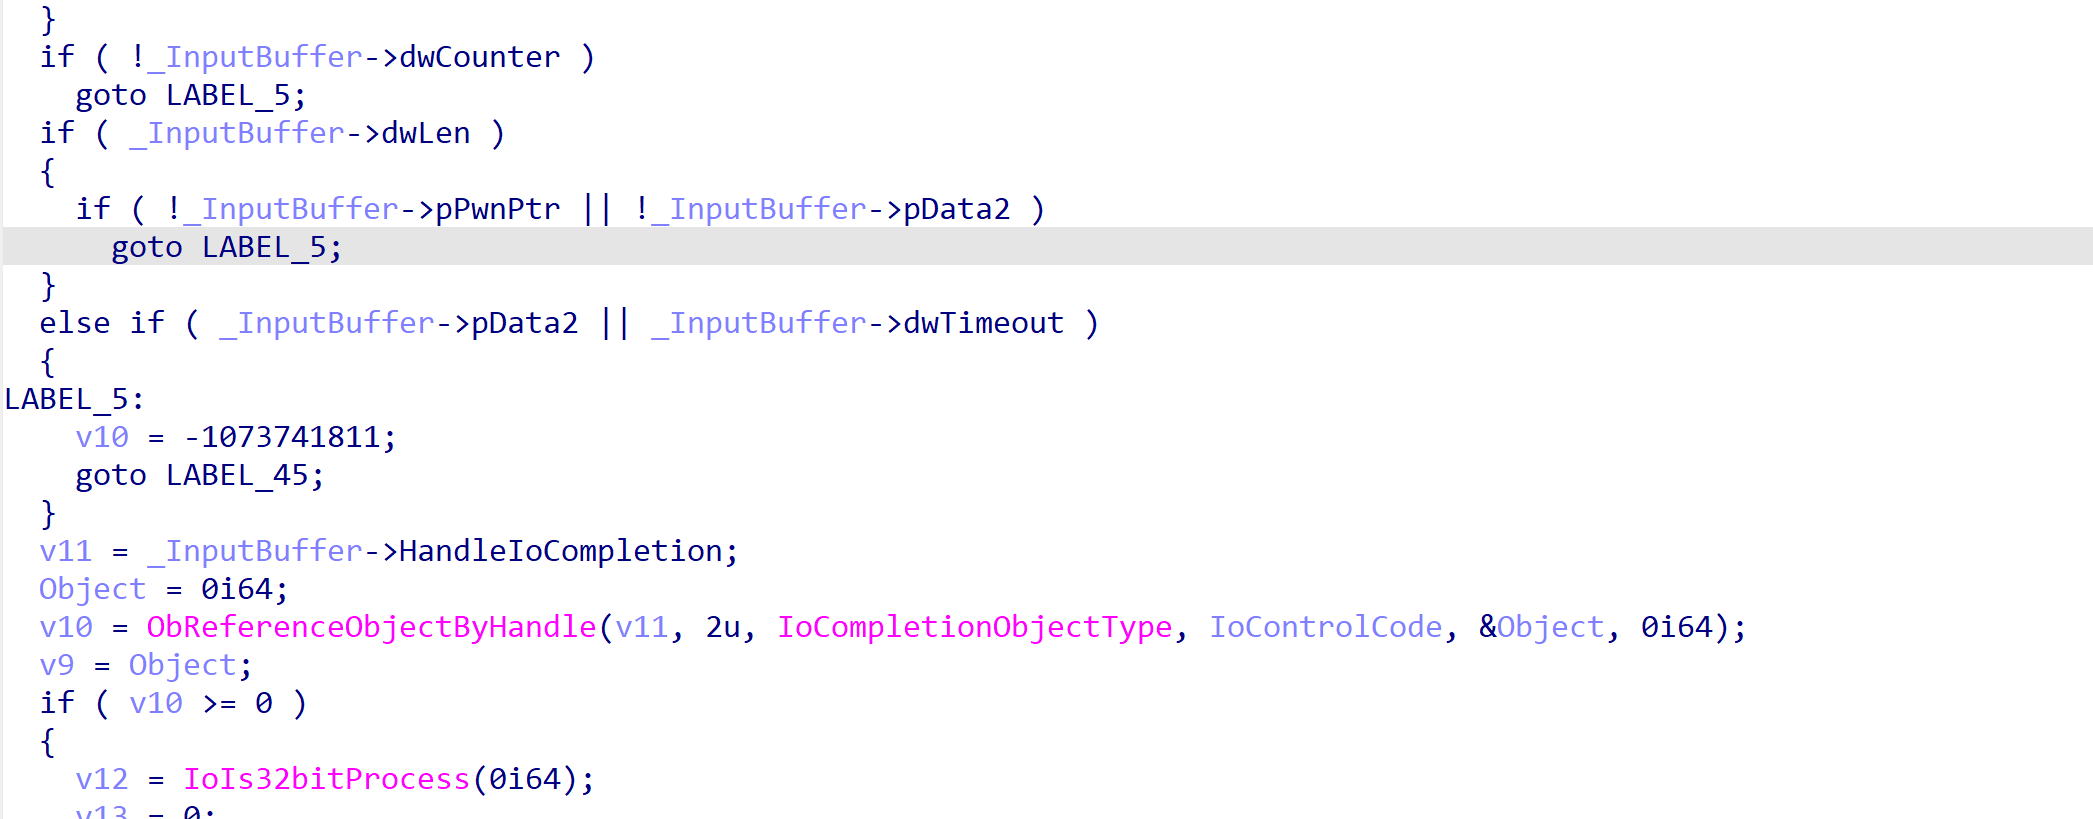 }
if ( !_InputBuffer->dwCounter )
goto LABEL_5;
if ( _InputBuffer->dwLen )
{
if ( !_InputBuffer->pPwnPtr || !_InputBuffer->pData2 )
goto LABEL_5;
}
else if ( _InputBuffer->pData2 || _InputBuffer->dwTimeout )
{
LABEL_5:
v10 = -1073741811;
goto LABEL_45;
}
v11 = _InputBuffer->HandleIoCompletion;
Object = 0i64;
v10 = ObReferenceObjectByHandle(v11, 2u, IoCompletionObjectType, IoControlCode, &Object, 0i64);
v9 = Object;
if ( v10 >= 0 )
{
v12 = IoIs32bitProcess(0i64);
v13 = 0;